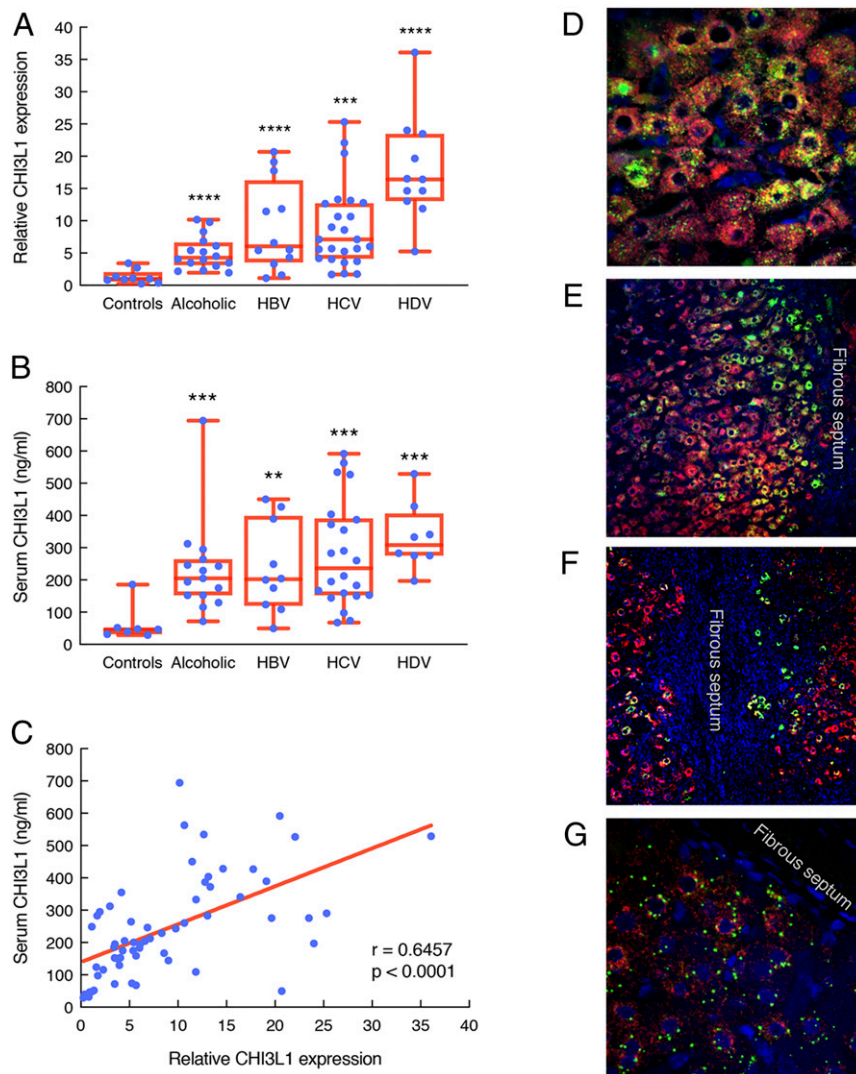 A
Relative CHI3L1 expression
40
35
30
25
20
15
10
5
0
****
****
***
****
Controls
Alcoholic
HBV
HCV
HDV
B
Serum CHI3L1 (ng/ml)
800
700
600
500
400
300
200
100
0
***
**
***
***
Controls
Alcoholic
HBV
HCV
HDV
C
Serum CHI3L1 (ng/ml)
800
700
600
500
400
300
200
100
0
r = 0.6457
p < 0.0001
0
5
10
15
20
25
30
35
40
Relative CHI3L1 expression
D
E
Fibrous septum
F
Fibrous septum
G
Fibrous septum